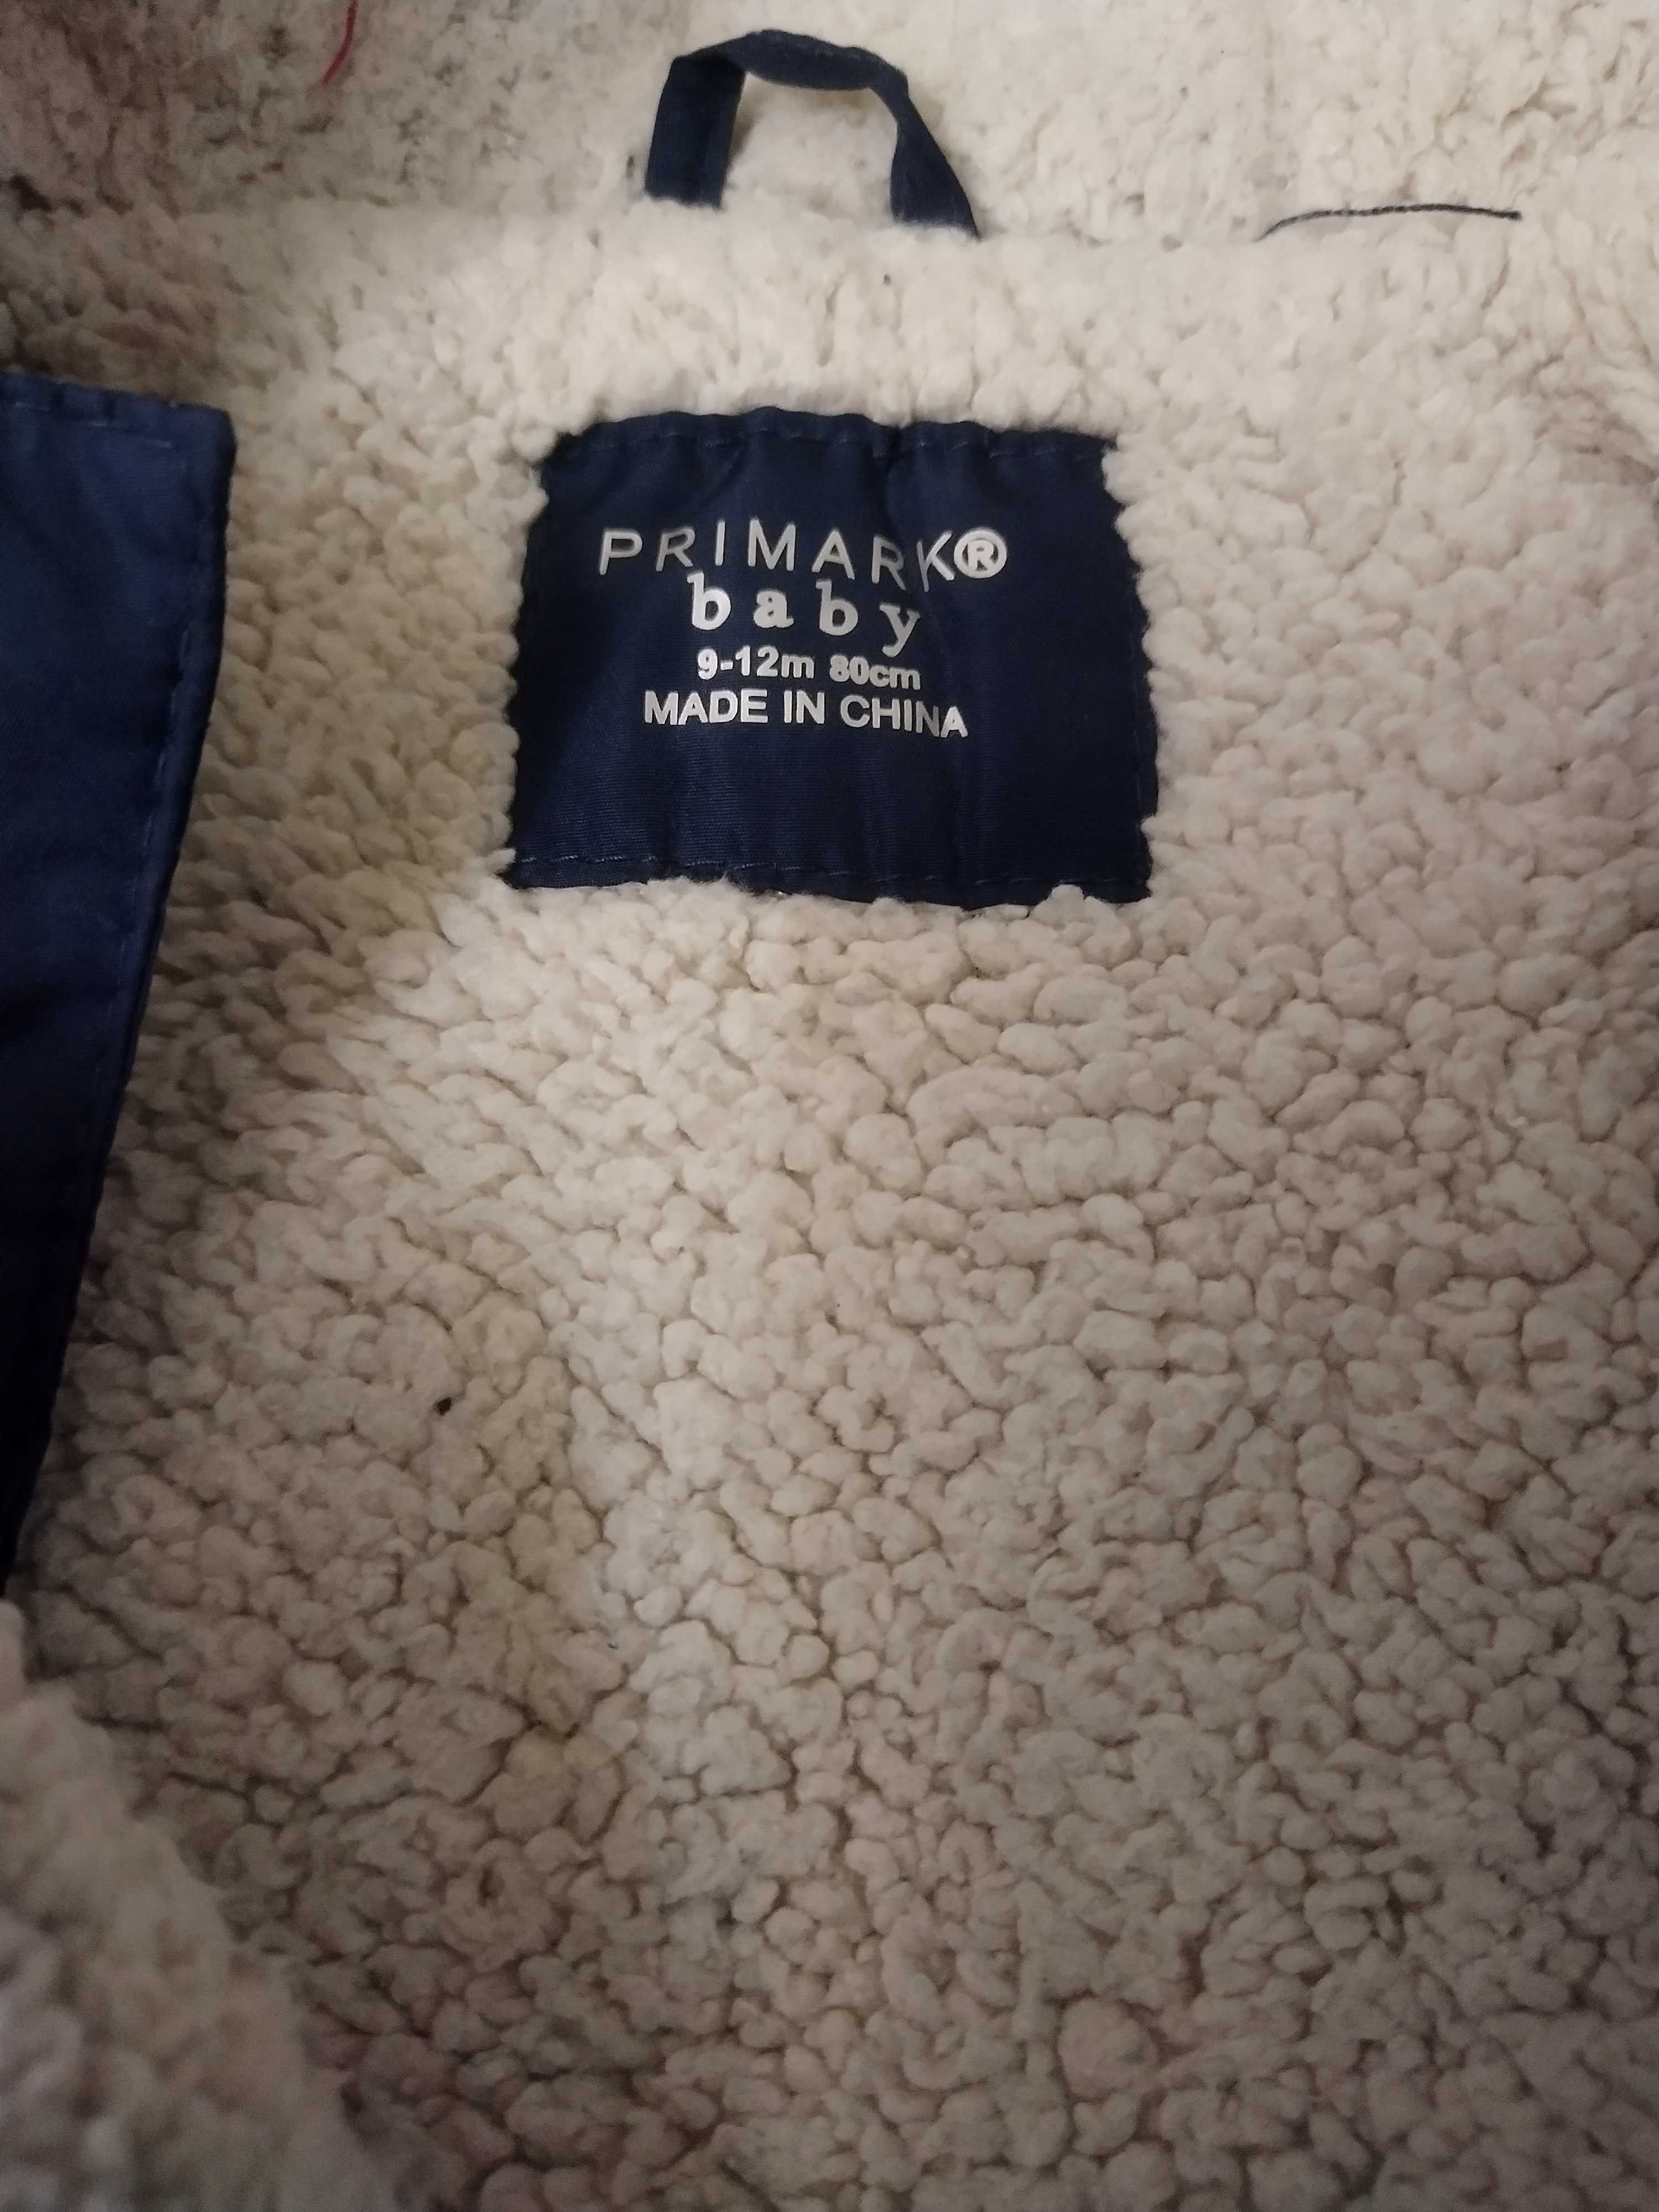 PRIMARK®
baby
9-12m 80cm
MADE IN CHINA